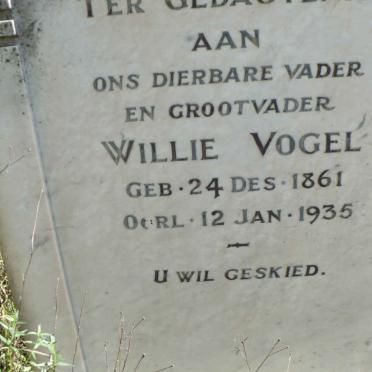 TER GEDAGTENIS
AAN
ONS DIERBARE VADER
EN GROOTVADER
WILLIE VOGEL
GEB · 24 DES · 1861
OORL · 12 JAN · 1935
U WIL GESKIED.